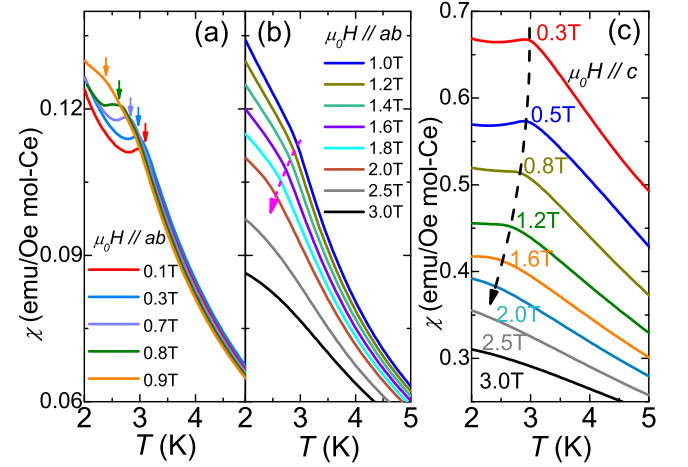 (a)
(b)
(c)
χ (emu/Oe mol-Ce)
0.12
0.09
0.06
μ0H // ab
0.1T
0.3T
0.7T
0.8T
0.9T
2
3
4
T (K)
μ0H // ab
1.0T
1.2T
1.4T
1.6T
1.8T
2.0T
2.5T
3.0T
2
3
4
5
T (K)
χ (emu/Oe mol-Ce)
0.7
0.6
0.5
0.4
0.3
μ0H // c
0.3T
0.5T
0.8T
1.2T
1.6T
2.0T
2.5T
3.0T
2
3
4
5
T (K)